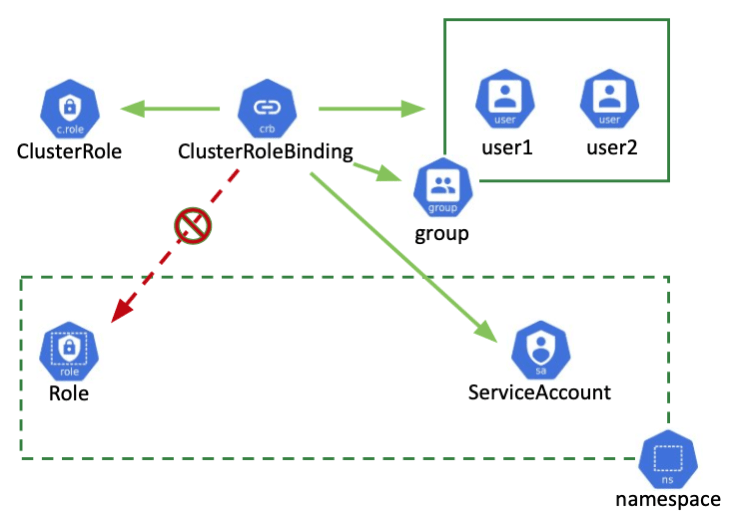 c.role
ClusterRole
crb
ClusterRoleBinding
user
user1
user
user2
group
group
role
Role
sa
ServiceAccount
ns
namespace